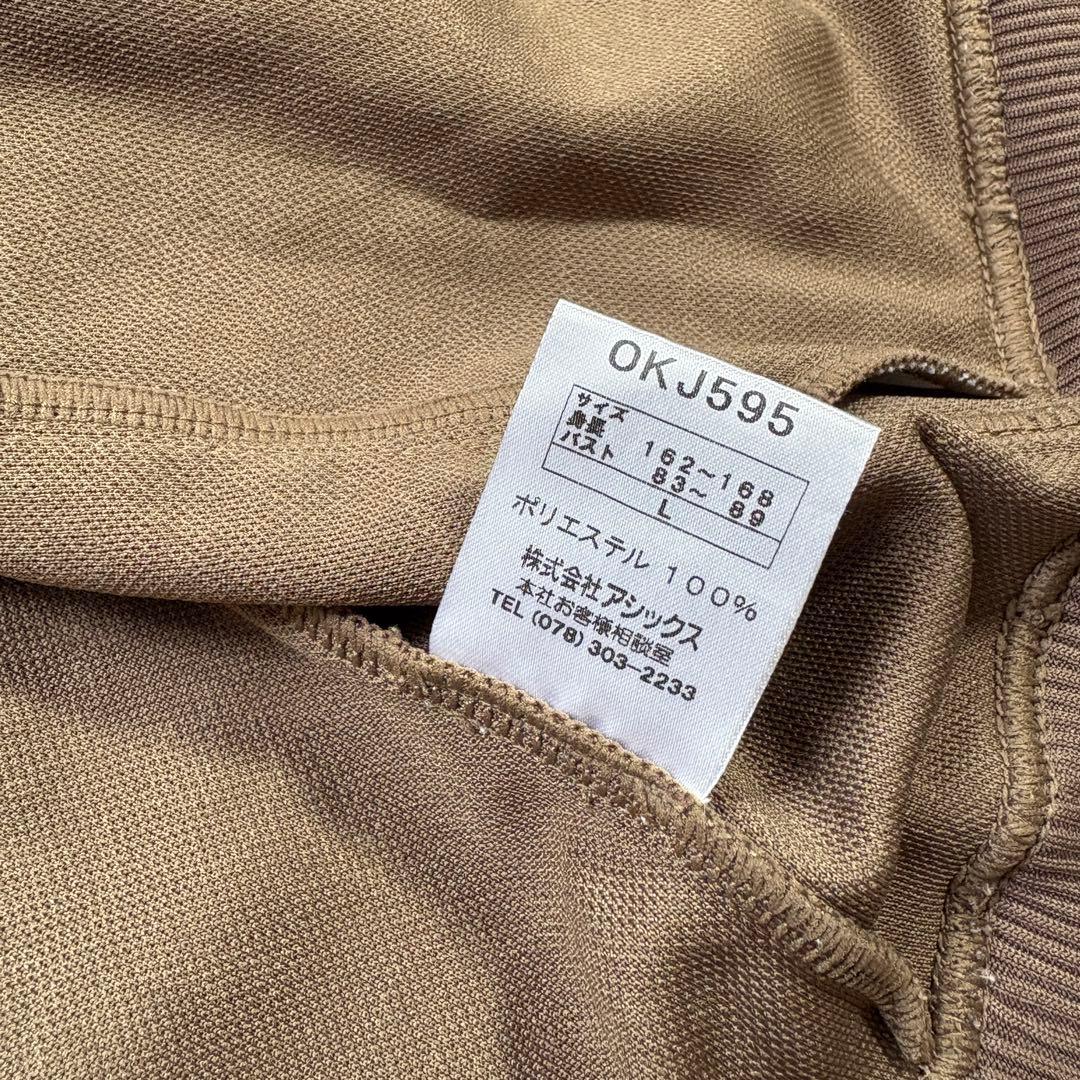 OKJ595
サイズ
身長 162～168
バスト 83～ 89
L
ポリエステル 100%
株式会社アシックス
本社お客様相談室
TEL (078) 303-2233